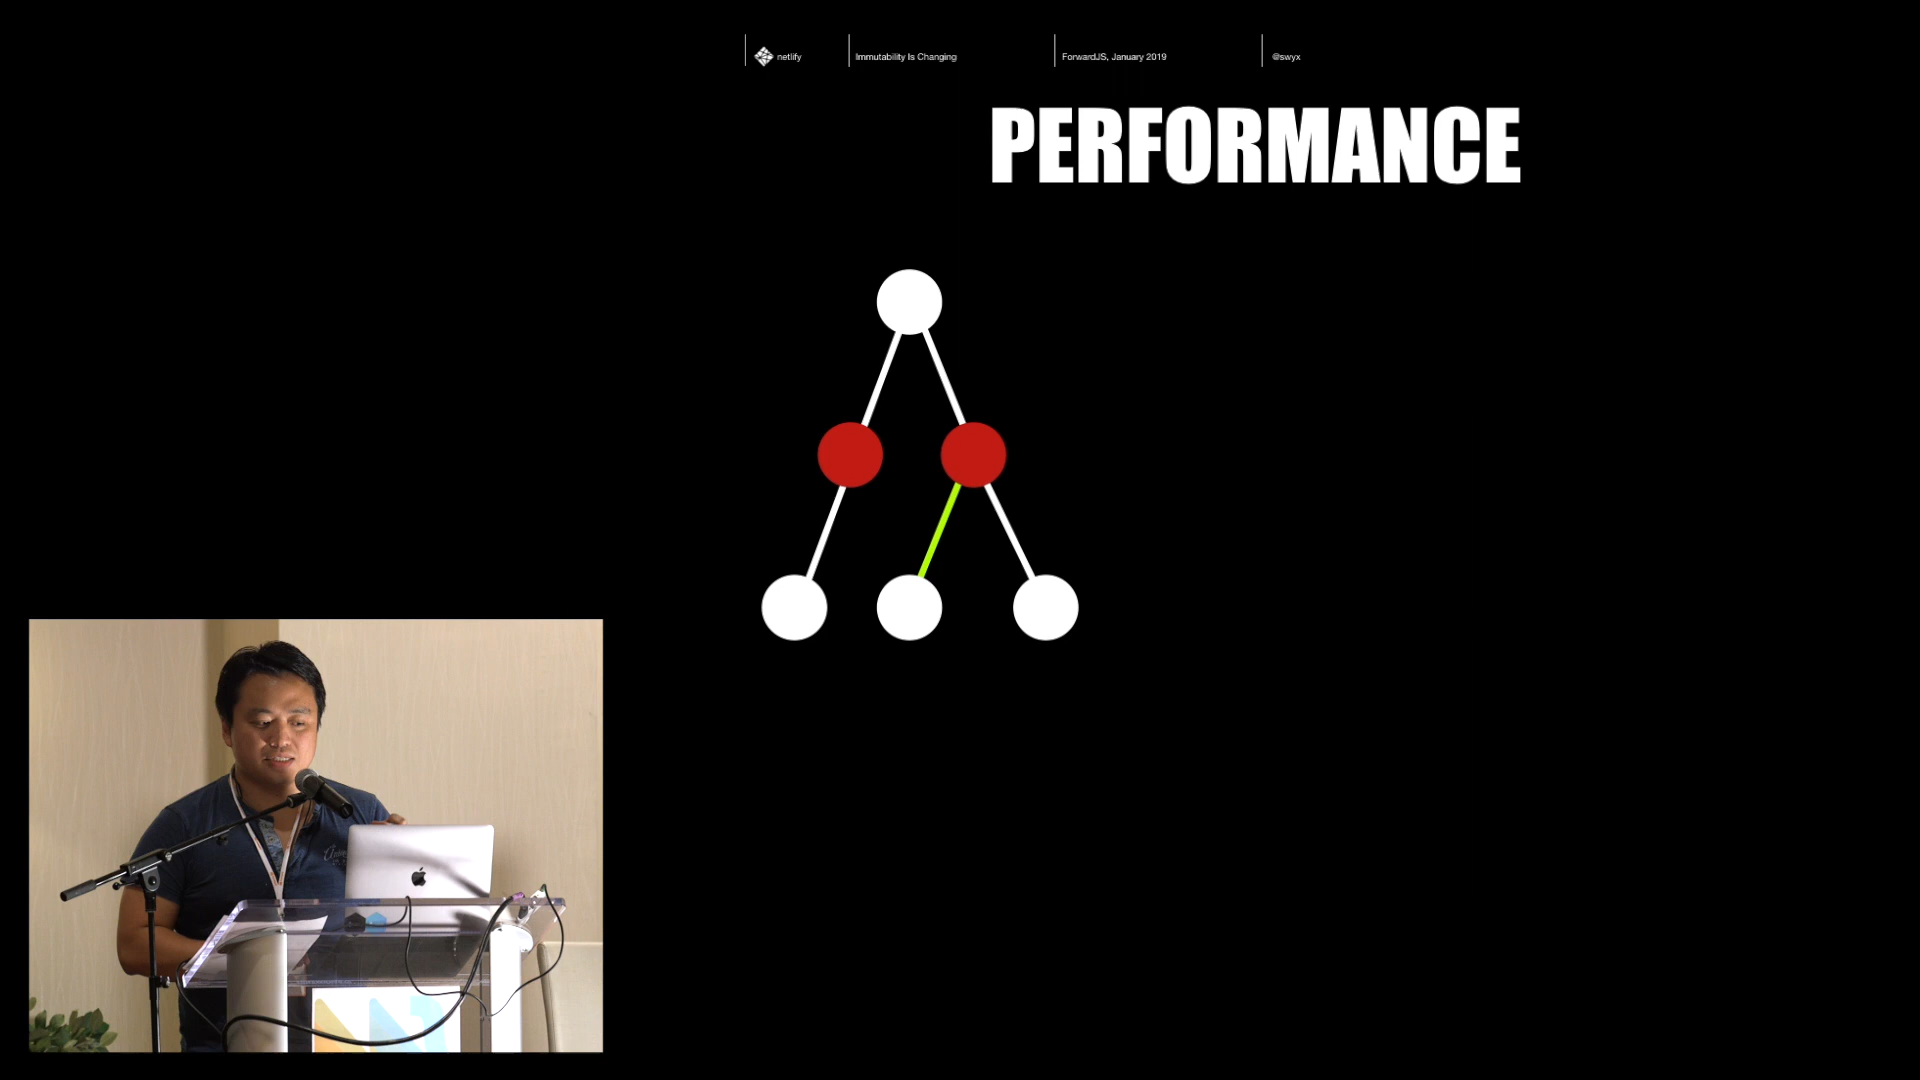 netlify
Immutability Is Changing
ForwardJS, January 2019
@swyx
PERFORMANCE